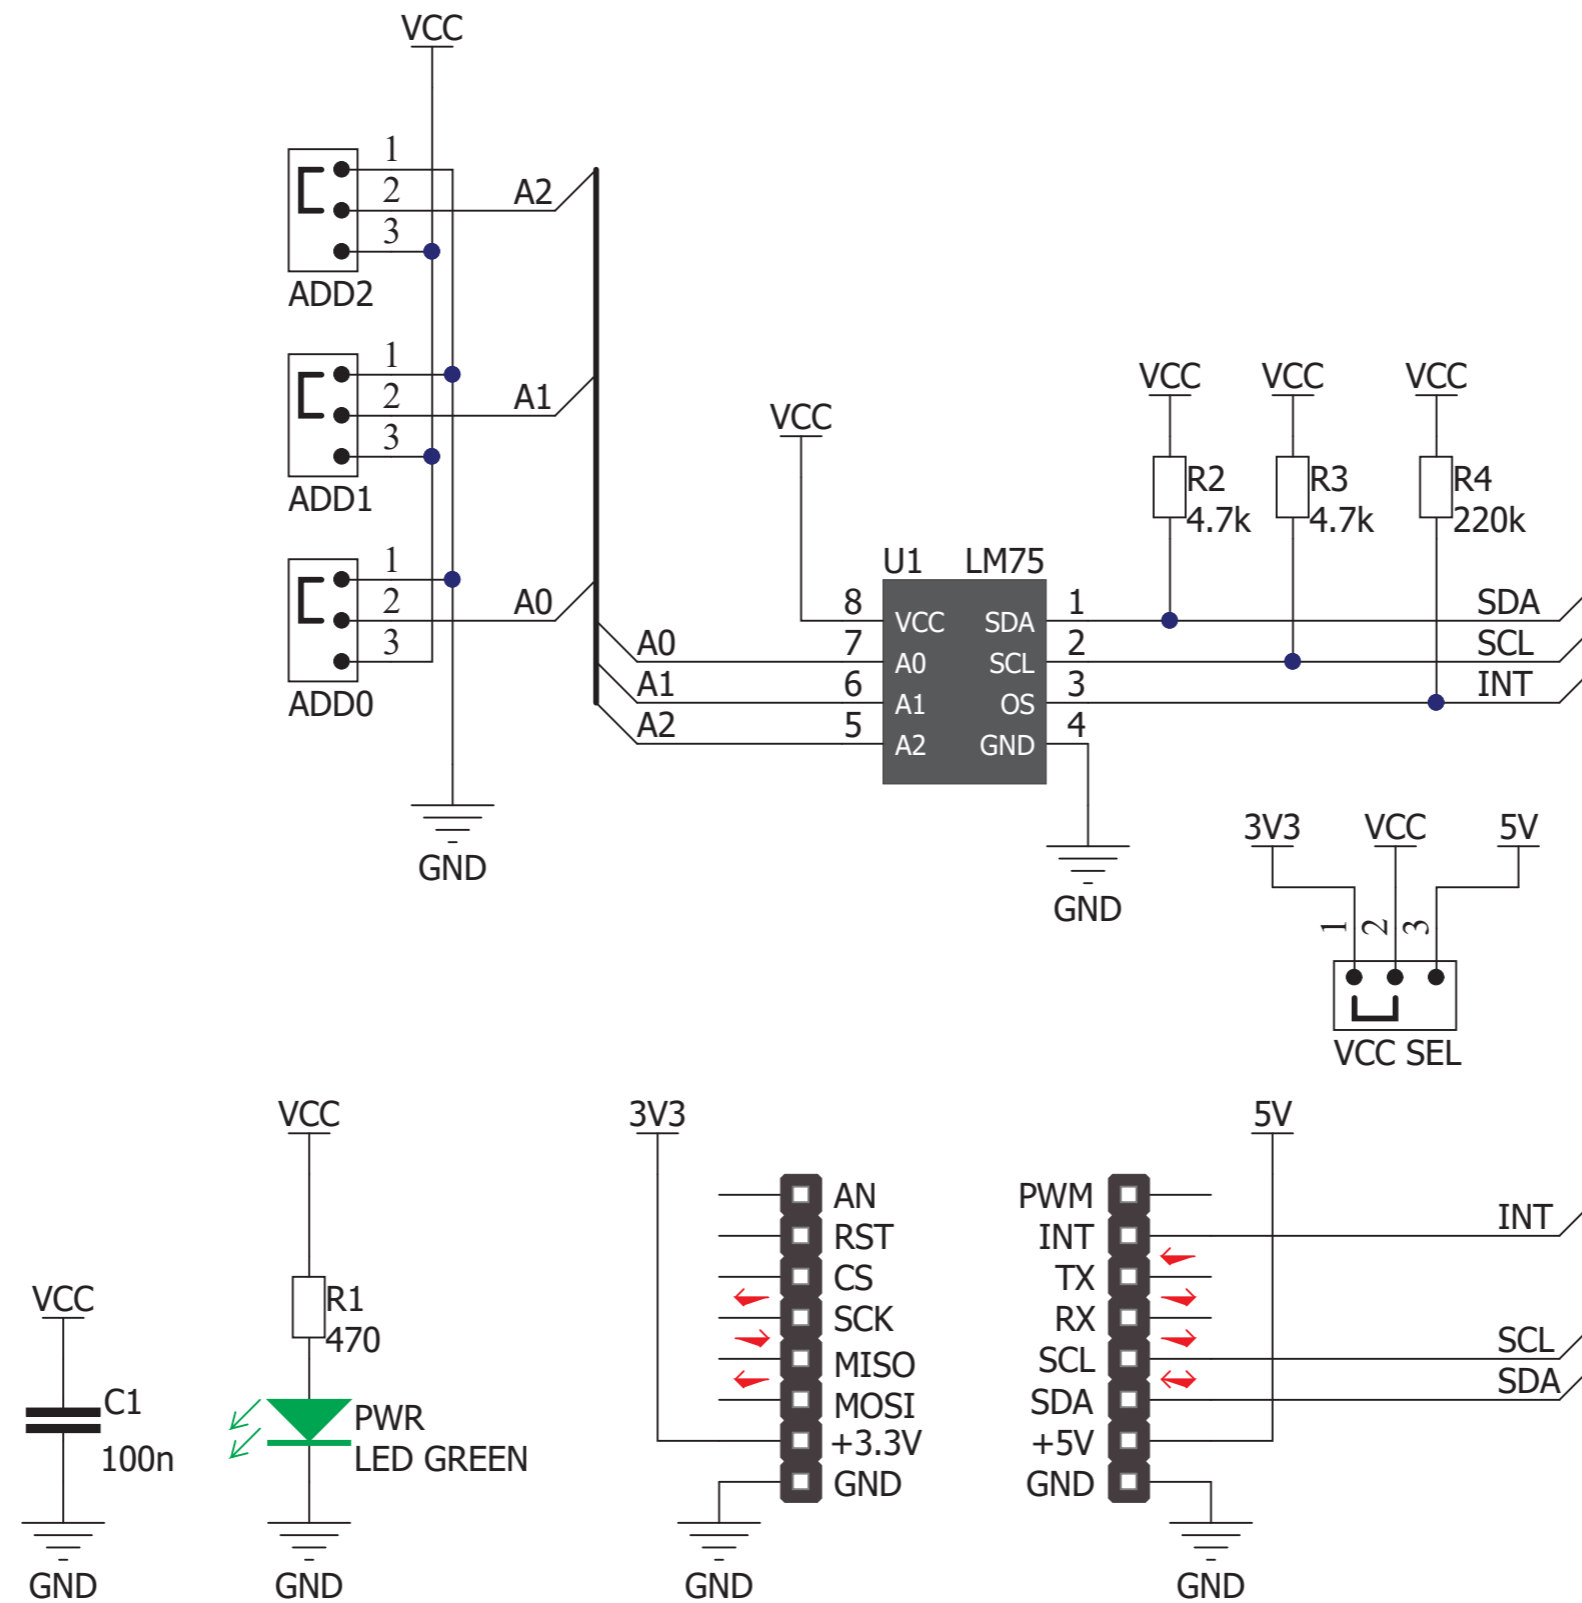 VCC
1
2
3
A2
ADD2
1
2
3
A1
ADD1
1
2
3
A0
ADD0
GND
A0
A1
A2
VCC
U1 LM75
8 VCC SDA 1
7 A0 SCL 2
6 A1 OS 3
5 A2 GND 4
GND
VCC VCC VCC
R2
4.7k
R3
4.7k
R4
220k
SDA
SCL
INT
3V3 VCC 5V
1 2 3
VCC SEL
VCC
C1
100n
GND
VCC
R1
470
PWR
LED GREEN
GND
3V3
AN
RST
CS
SCK
MISO
MOSI
+3.3V
GND
GND
5V
PWM
INT
TX
RX
SCL
SDA
+5V
GND
GND
INT
SCL
SDA